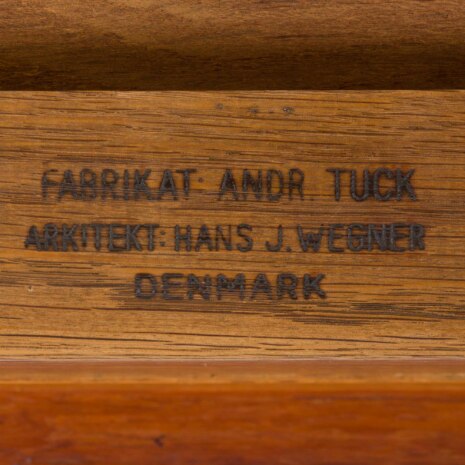 FABRIKAT: ANDR. TUCK
ARKITEKT: HANS J. WEGNER
DENMARK